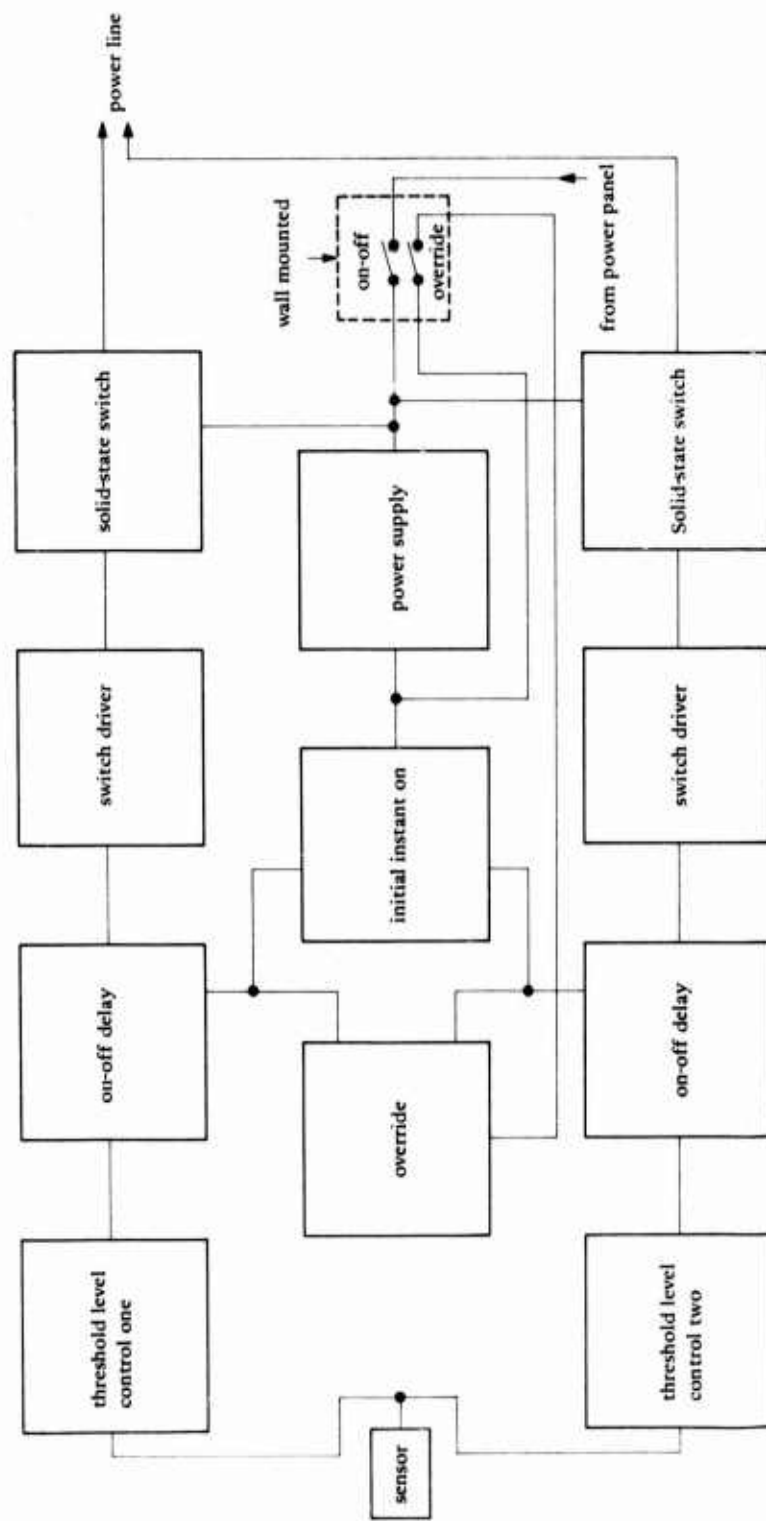 threshold level
control one
on-off delay
switch driver
solid-state switch
power line
sensor
override
initial instant on
power supply
wall mounted
on-off
override
from power panel
threshold level
control two
on-off delay
switch driver
Solid-state switch